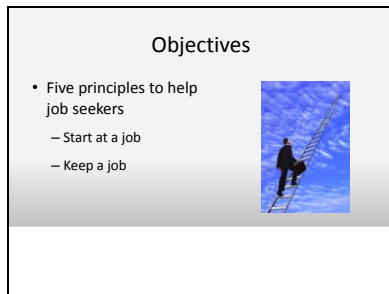 Objectives
• Five principles to help
job seekers
– Start at a job
– Keep a job